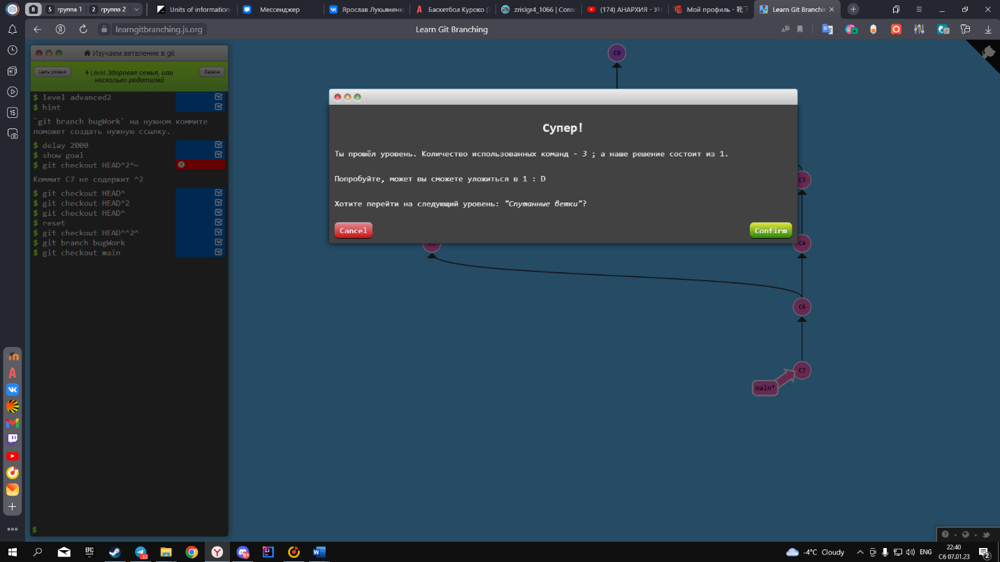 8
5 группа 1
2 группа 2
Units of information
Мессенджер
Ярослав Лукьяненк
Баскетбол Куроко (
zrislgr4_1066 | Cons
(174) АНАРХИЯ - УН
Мой профиль - 靴下
Learn Git Branchin
learngitbranching.js.org
Learn Git Branching
Изучаем ветвление в git
Цель уровня
Level Здоровая семья, или
несколько родителей
Задача
$ level advanced2
$ hint
`git branch bugWork` на нужном коммите
поможет создать нужную ссылку.
$ delay 2000
$ show goal
$ git checkout HEAD^2^~
Коммит C7 не содержит ^2
$ git checkout HEAD^
$ git checkout HEAD^2
$ git checkout HEAD^
$ reset
$ git checkout HEAD^^2^
$ git branch bugWork
$ git checkout main
$
C0
Супер!
Ты прошёл уровень. Количество использованных команд - 3 ; а наше решение состоит из 1.
Попробуйте, может вы сможете уложиться в 1 : D
Хотите перейти на следующий уровень: "Спутанные ветки"?
Cancel
Confirm
C3
C4
C6
C7
main*
15
EPIC
-4°C Cloudy
ENG
22:40
Сб 07.01.23
2